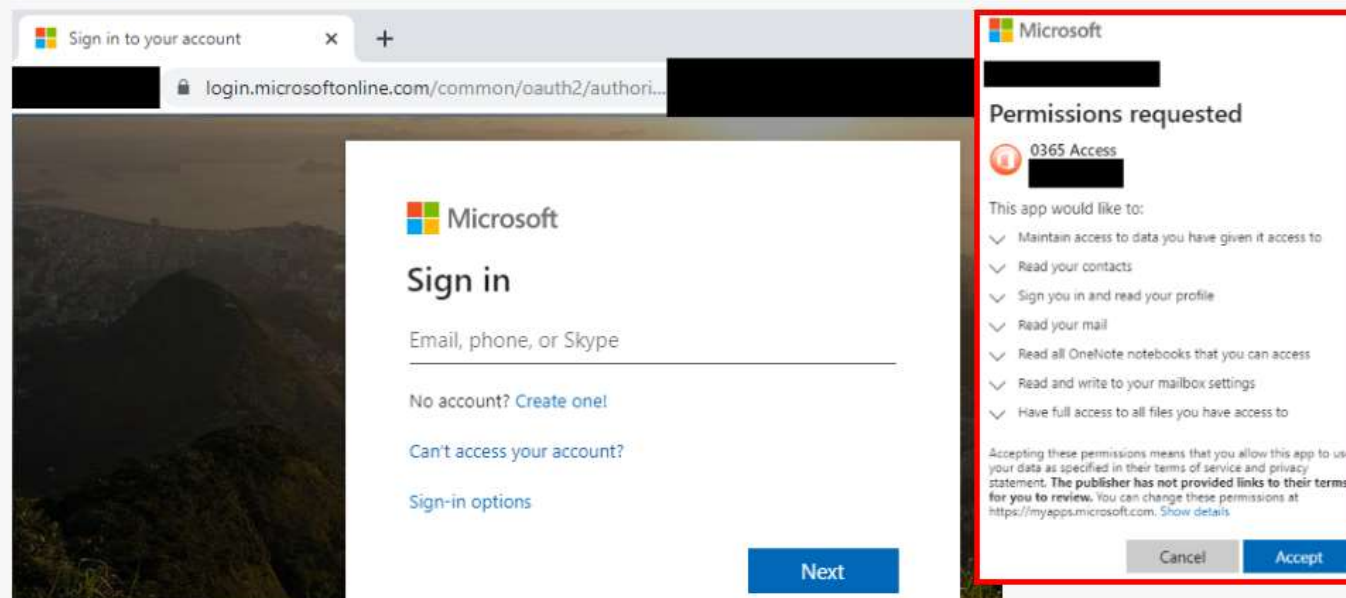 Sign in to your account
login.microsoftonline.com/common/oauth2/authori...
Microsoft
Sign in
Email, phone, or Skype
No account? Create one!
Can't access your account?
Sign-in options
Next
Microsoft
Permissions requested
0365 Access
This app would like to:
Maintain access to data you have given it access to
Read your contacts
Sign you in and read your profile
Read your mail
Read all OneNote notebooks that you can access
Read and write to your mailbox settings
Have full access to all files you have access to
Accepting these permissions means that you allow this app to use
your data as specified in their terms of service and privacy
statement. The publisher has not provided links to their terms
for you to review. You can change these permissions at
https://myapps.microsoft.com. Show details
Cancel Accept